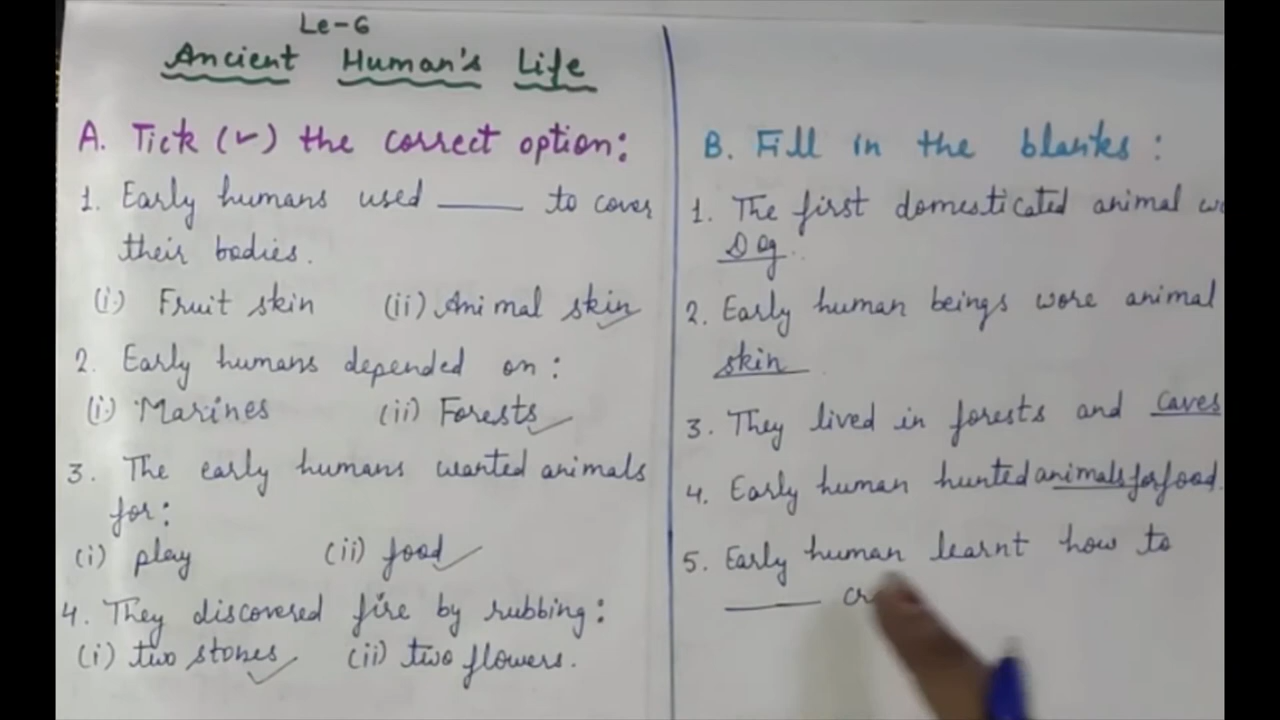 Le-6
Ancient Human's Life
A. Tick (✓) the correct option:
1. Early humans used ____ to cover
their bodies.
(i) Fruit skin (ii) Animal skin ✓
2. Early humans depended on:
(i) Marines (ii) Forests ✓
3. The early humans wanted animals
for:
(i) play (ii) food ✓
4. They discovered fire by rubbing:
(i) two stones ✓ (ii) two flowers.
B. Fill in the blanks:
1. The first domesticated animal
Dog.
2. Early human beings wore animal
skin.
3. They lived in forests and caves
4. Early human hunted animals for food.
5. Early human learnt how to
____